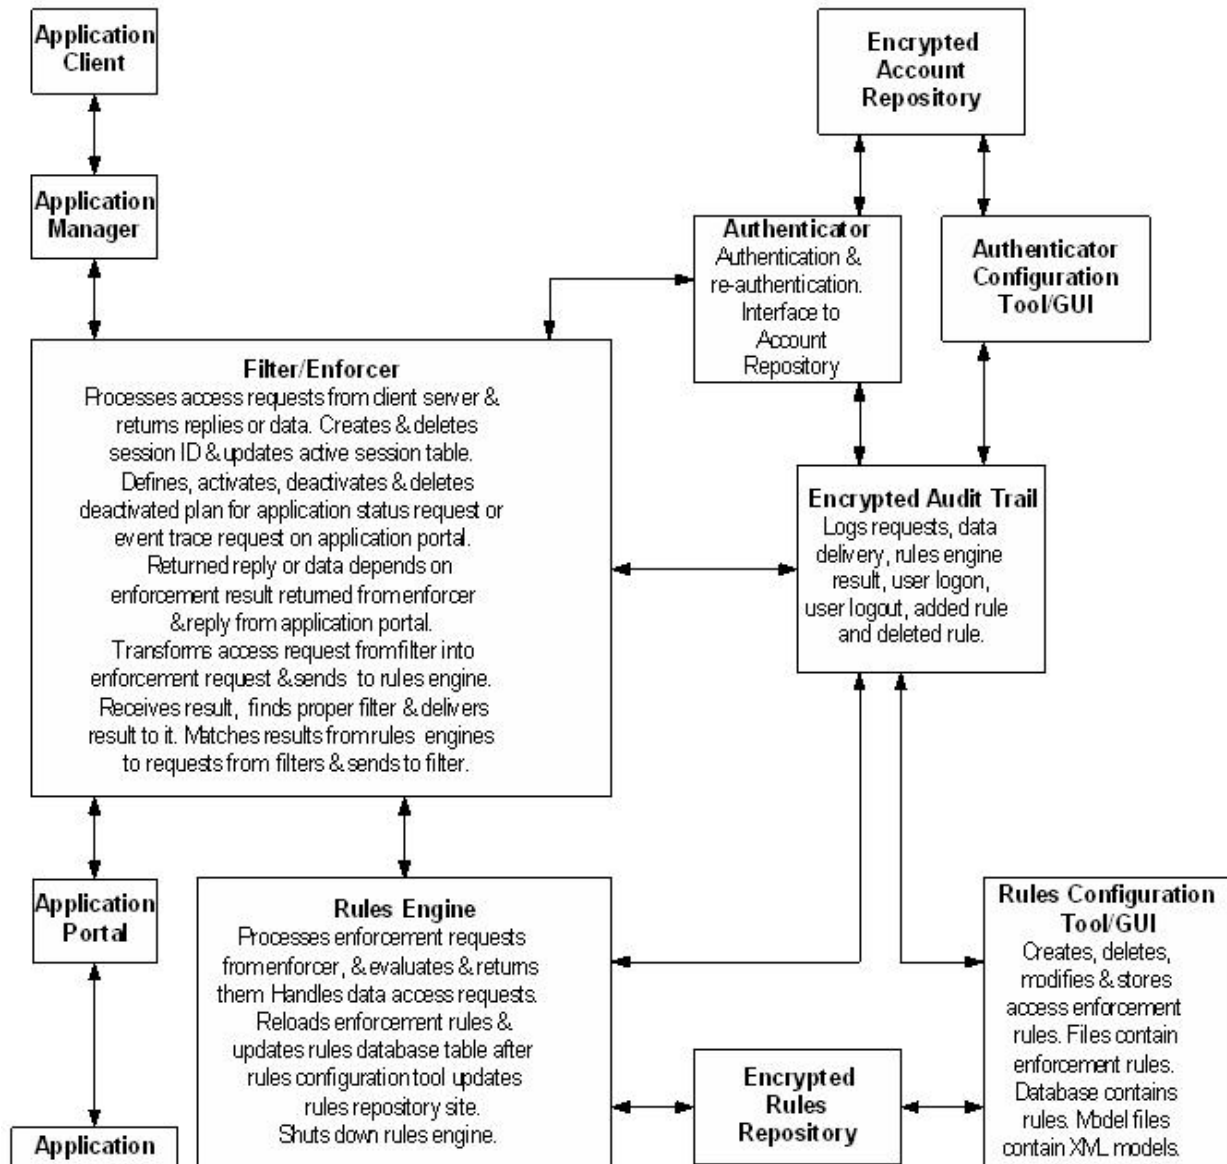 Application
Client
Encrypted
Account
Repository
Application
Manager
Authenticator
Authentication &
re-authentication.
Interface to
Account
Repository
Authenticator
Configuration
Tool/GUI
Filter/Enforcer
Processes access requests from client server &
returns replies or data. Creates & deletes
session ID & updates active session table.
Defines, activates, deactivates & deletes
deactivated plan for application status request or
event trace request on application portal.
Returned reply or data depends on
enforcement result returned from enforcer
& reply from application portal.
Transforms access request from filter into
enforcement request & sends to rules engine.
Receives result, finds proper filter & delivers
result to it. Matches results from rules engines
to requests from filters & sends to filter.
Encrypted Audit Trail
Logs requests, data
delivery, rules engine
result, user logon,
user logout, added rule
and deleted rule.
Application
Portal
Rules Engine
Processes enforcement requests
from enforcer, & evaluates & returns
them Handles data access requests.
Reloads enforcement rules &
updates rules database table after
rules configuration tool updates
rules repository site.
Shuts down rules engine.
Rules Configuration
Tool/GUI
Creates, deletes,
modifies & stores
access enforcement
rules. Files contain
enforcement rules.
Database contains
rules. Model files
contain XML models.
Encrypted
Rules
Repository
Application